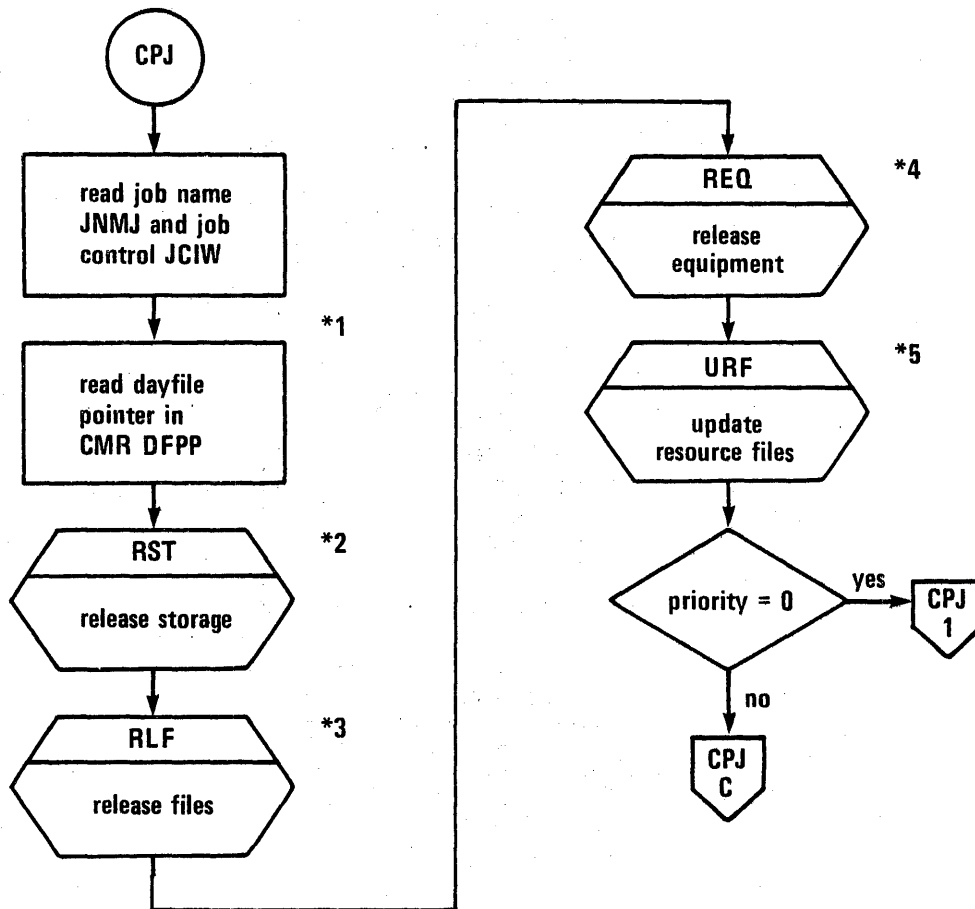 CPJ
read job name
JNMJ and job
control JCIW
*1
read dayfile
pointer in
CMR DFPP
*2
RST
release storage
*3
RLF
release files
*4
REQ
release
equipment
*5
URF
update
resource files
priority = 0
yes
CPJ
1
no
CPJ
C